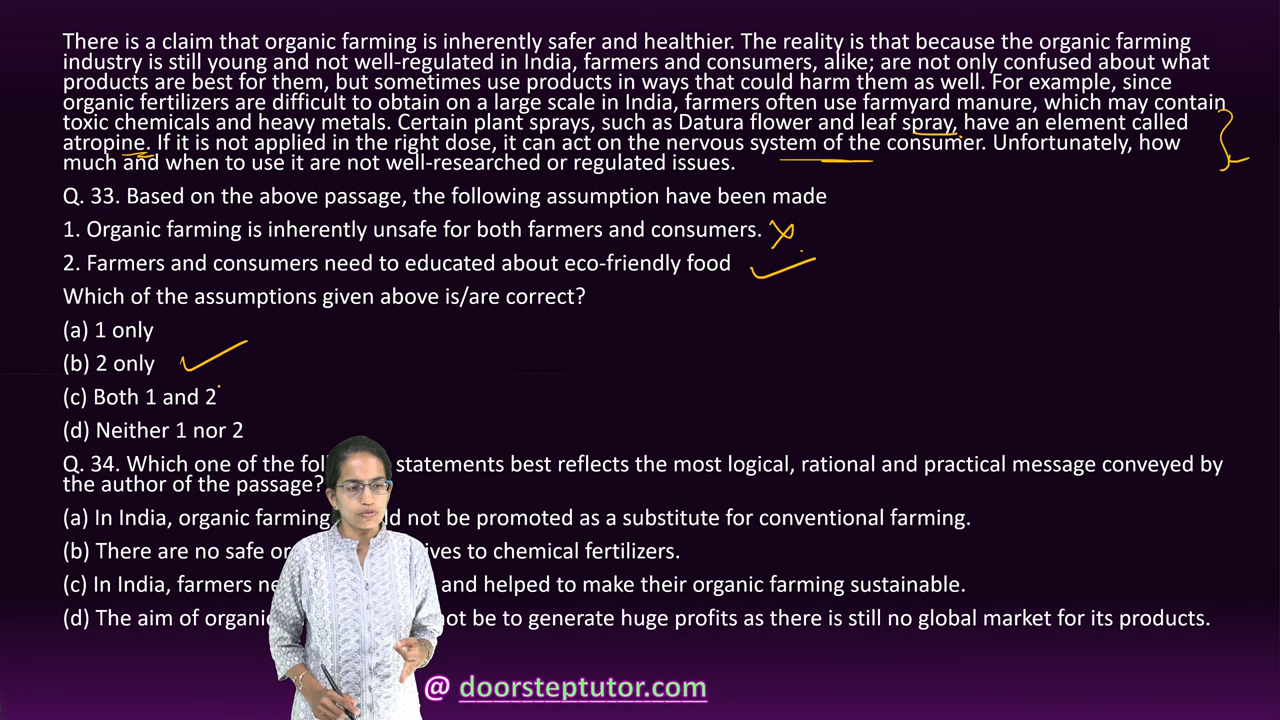 There is a claim that organic farming is inherently safer and healthier. The reality is that because the organic farming
industry is still young and not well-regulated in India, farmers and consumers, alike; are not only confused about what
products are best for them, but sometimes use products in ways that could harm them as well. For example, since
organic fertilizers are difficult to obtain on a large scale in India, farmers often use farmyard manure, which may contain
toxic chemicals and heavy metals. Certain plant sprays, such as Datura flower and leaf spray, have an element called
atropine. If it is not applied in the right dose, it can act on the nervous system of the consumer. Unfortunately, how
much and when to use it are not well-researched or regulated issues.
Q. 33. Based on the above passage, the following assumption have been made
1. Organic farming is inherently unsafe for both farmers and consumers.
2. Farmers and consumers need to educated about eco-friendly food
Which of the assumptions given above is/are correct?
(a) 1 only
(b) 2 only
(c) Both 1 and 2
(d) Neither 1 nor 2
Q. 34. Which one of the statements best reflects the most logical, rational and practical message conveyed by
the author of the passage?
(a) In India, organic farming not be promoted as a substitute for conventional farming.
(b) There are no safe to chemical fertilizers.
(c) In India, farmers and helped to make their organic farming sustainable.
(d) The aim of be to generate huge profits as there is still no global market for its products.
@ doorsteptutor.com